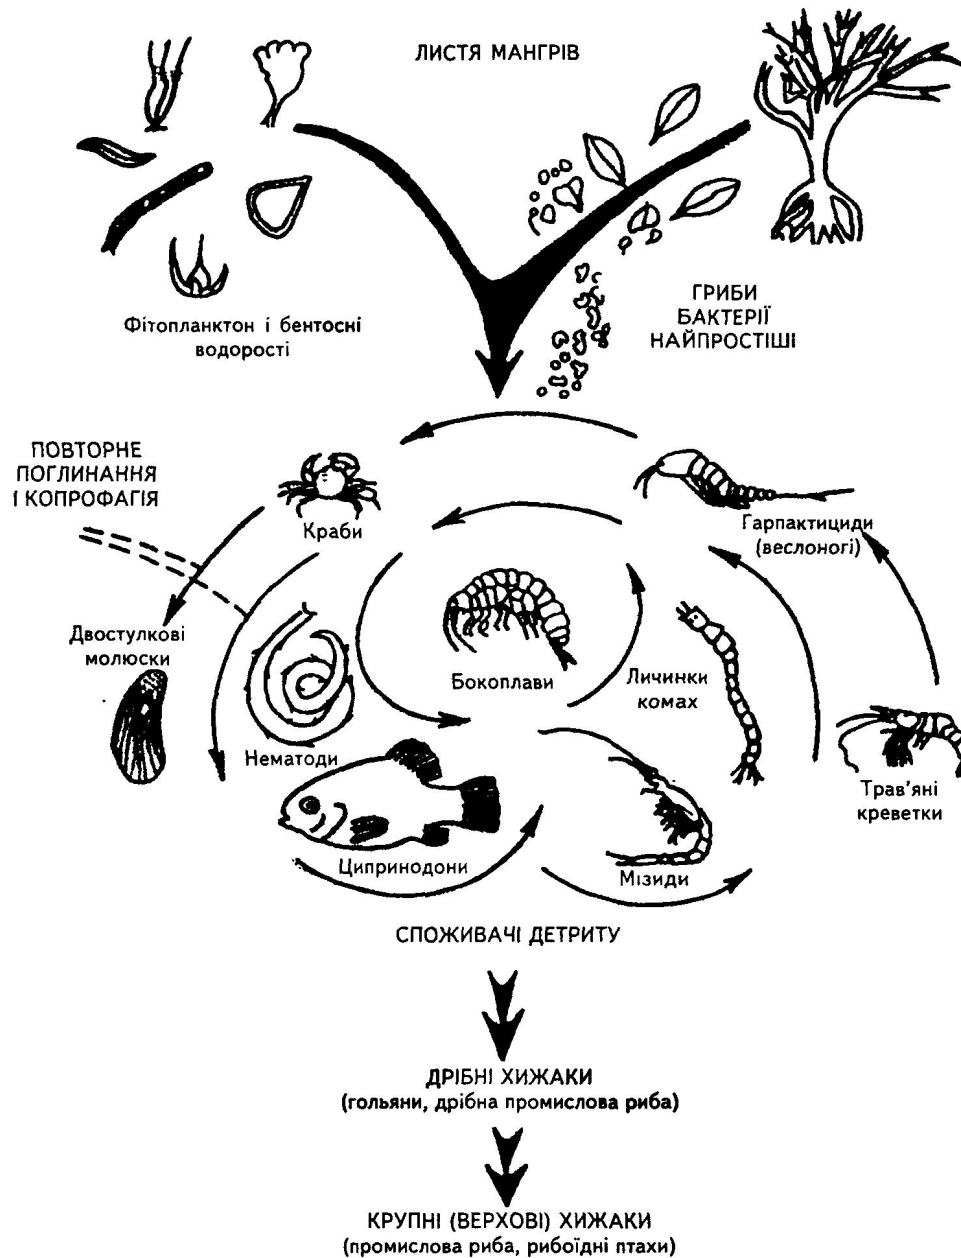 ЛИСТЯ МАНГРІВ
Фітопланктон і бентосні
водорості
ГРИБИ
БАКТЕРІЇ
НАЙПРОСТІШІ
ПОВТОРНЕ
ПОГЛИНАННЯ
І КОПРОФАГІЯ
Краби
Гарпактициди
(веслоногі)
Двостулкові
молюски
Бокоплави
Личинки
комах
Нематоди
Трав'яні
креветки
Ципринодони
Мізиди
СПОЖИВАЧІ ДЕТРИТУ
ДРІБНІ ХИЖАКИ
(гольяни, дрібна промислова риба)
КРУПНІ (ВЕРХОВІ) ХИЖАКИ
(промислова риба, рибоїдні птахи)